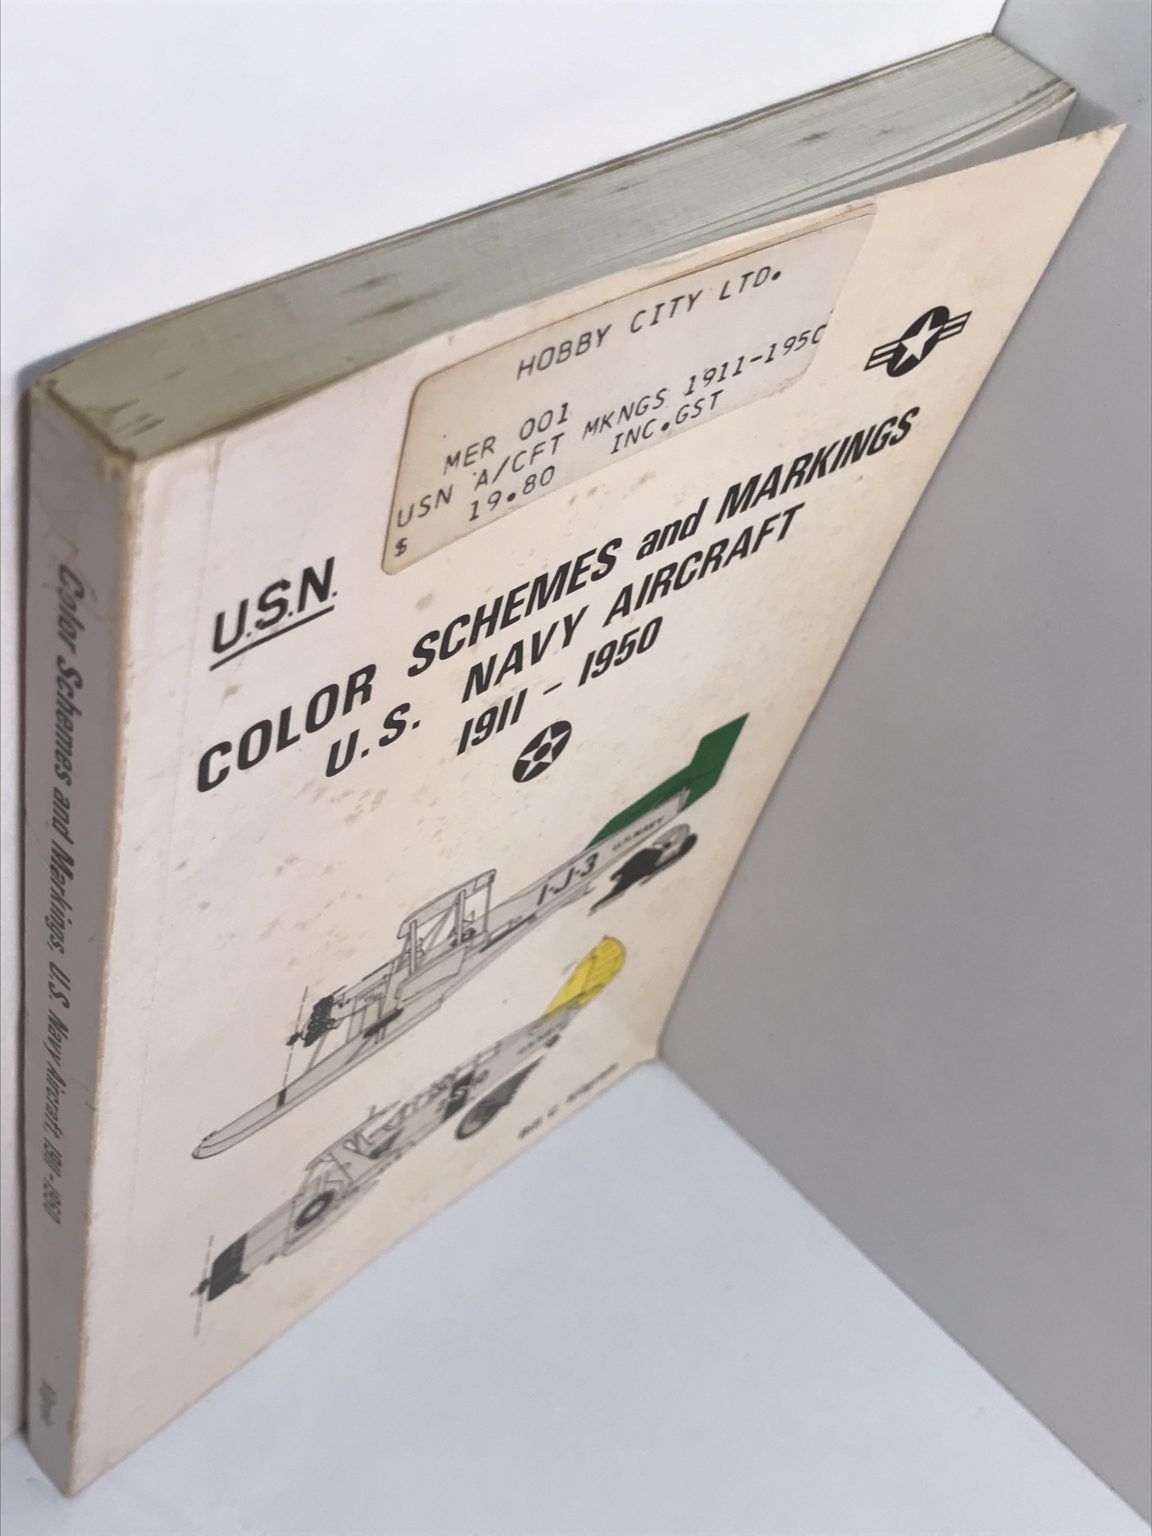 HOBBY CITY LTD.
MER 001
USN A/CFT MKNGS 1911-1950
$ 19.80 INC.GST
U.S.N.
COLOR SCHEMES and MARKINGS
U.S. NAVY AIRCRAFT
1911 - 1950
1-J-3
U.S. NAVY
Color Schemes and Markings, U.S. Navy Aircraft, 1911-1950